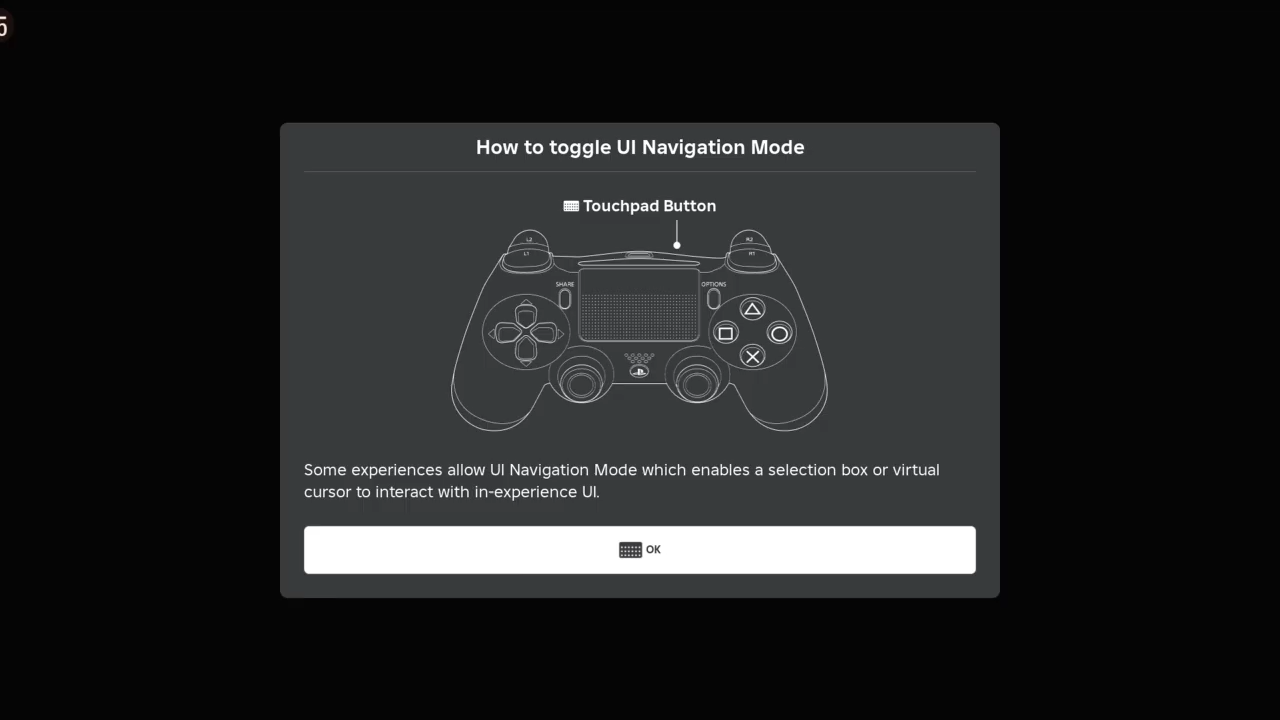 How to toggle UI Navigation Mode
Touchpad Button
L2
R2
L1
R1
SHARE
OPTIONS
Some experiences allow UI Navigation Mode which enables a selection box or virtual
cursor to interact with in-experience UI.
OK